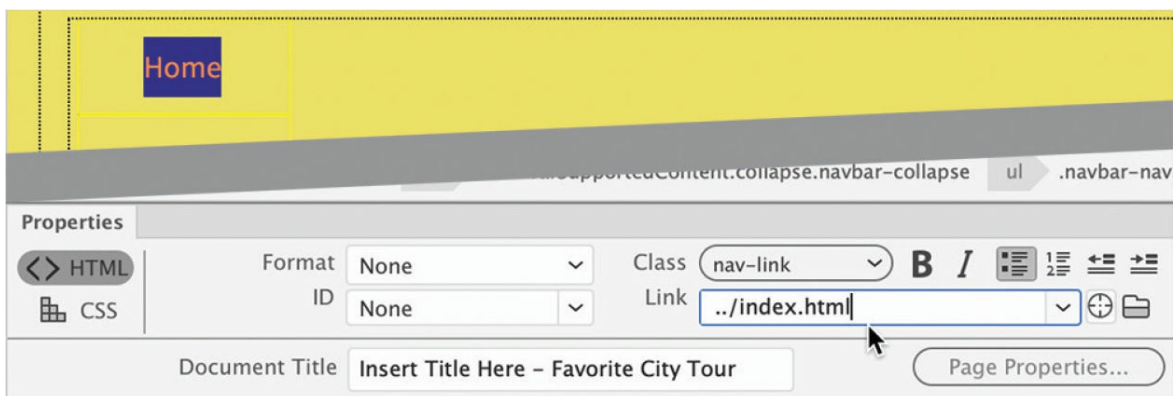 Home
SupportedContent.collapse.navbar-collapse ul .navbar-nav
Properties
<> HTML Format None Class nav-link B I
CSS ID None Link ../index.html
Document Title Insert Title Here – Favorite City Tour Page Properties...